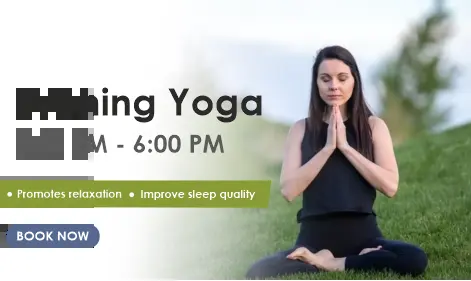 Yoga
- 6:00 PM
• Promotes relaxation • Improve sleep quality
BOOK NOW